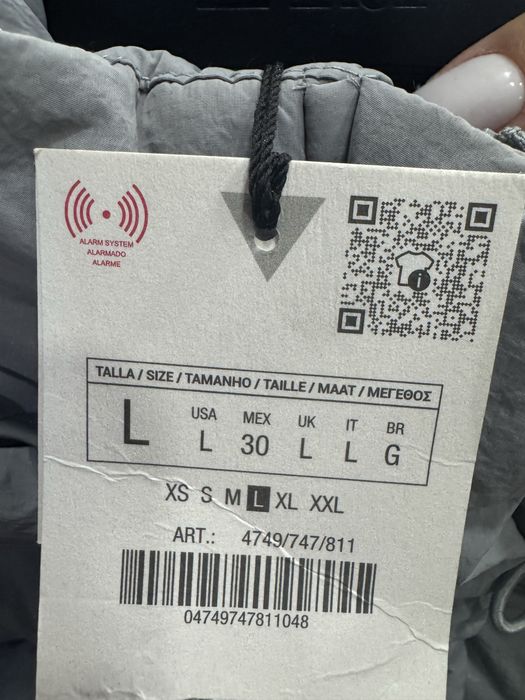 ALARM SYSTEM
ALARMADO
ALARME
TALLA / SIZE / TAMANHO / TAILLE / MAAT / ΜΕΓΕΘΟΣ
L
USA MEX UK IT BR
L 30 L L G
XS S M L XL XXL
ART.: 4749/747/811
04749747811048